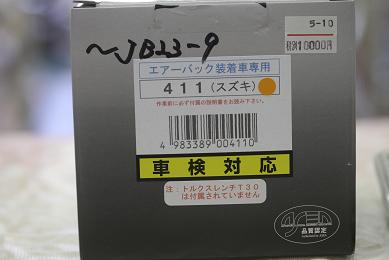 5-10
税別10000円
〜JB23-9
エアーバック装着車専用
411(スズキ)
作業前に必ず付属の説明書をお読み下さい。
4 983389 004110
車検対応
注:トルクスレンチT30
は付属されていません
品質認定